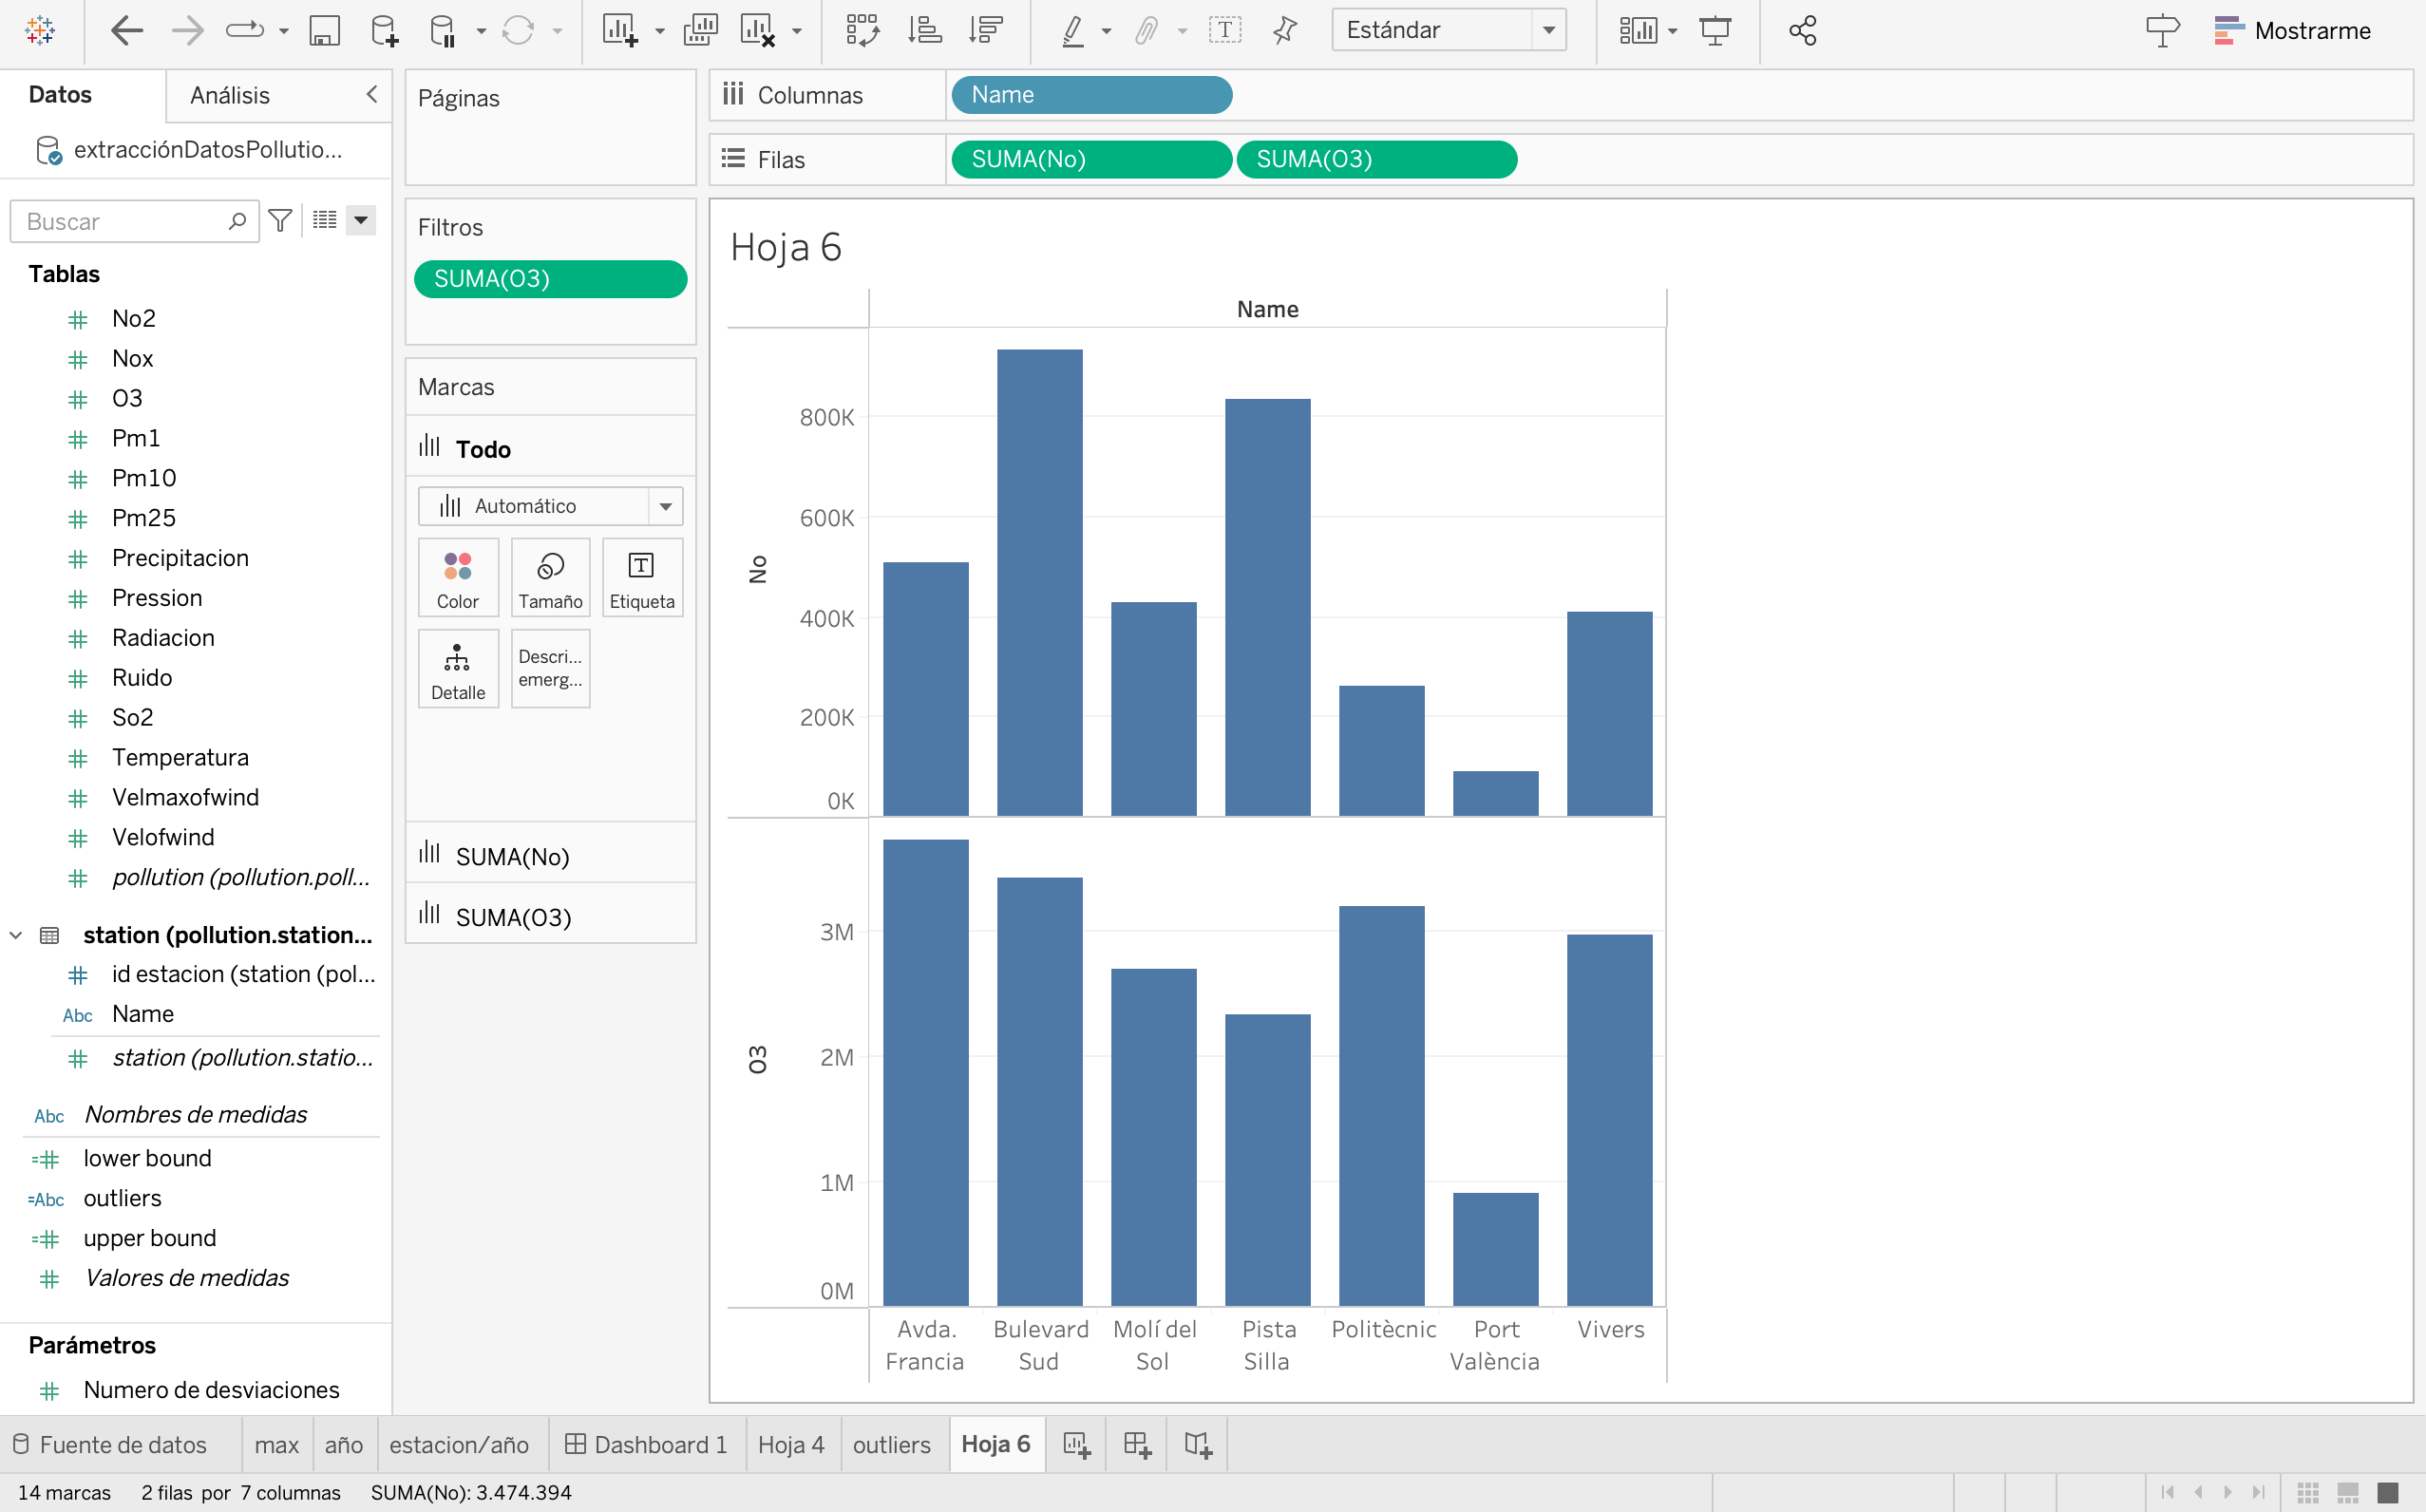 Estándar
Mostrarme
Datos
Análisis
extracciónDatosPollutio...
Buscar
Tablas
No2
Nox
O3
Pm1
Pm10
Pm25
Precipitacion
Pression
Radiacion
Ruido
So2
Temperatura
Velmaxofwind
Velofwind
pollution (pollution.poll...
station (pollution.station...
id estacion (station (pol...
Abc Name
station (pollution.statio...
Abc Nombres de medidas
lower bound
=Abc outliers
upper bound
Valores de medidas
Parámetros
Numero de desviaciones
Páginas
Filtros
SUMA(O3)
Marcas
Todo
Automático
Color
Tamaño
Etiqueta
Detalle
Descri...
emerg...
SUMA(No)
SUMA(O3)
Columnas
Name
Filas
SUMA(No)
SUMA(O3)
Hoja 6
Name
No
800K
600K
400K
200K
0K
O3
3M
2M
1M
0M
Avda.
Francia
Bulevard
Sud
Molí del
Sol
Pista
Silla
Politècnic
Port
València
Vivers
Fuente de datos
max
año
estacion/año
Dashboard 1
Hoja 4
outliers
Hoja 6
14 marcas
2 filas por 7 columnas
SUMA(No): 3.474.394